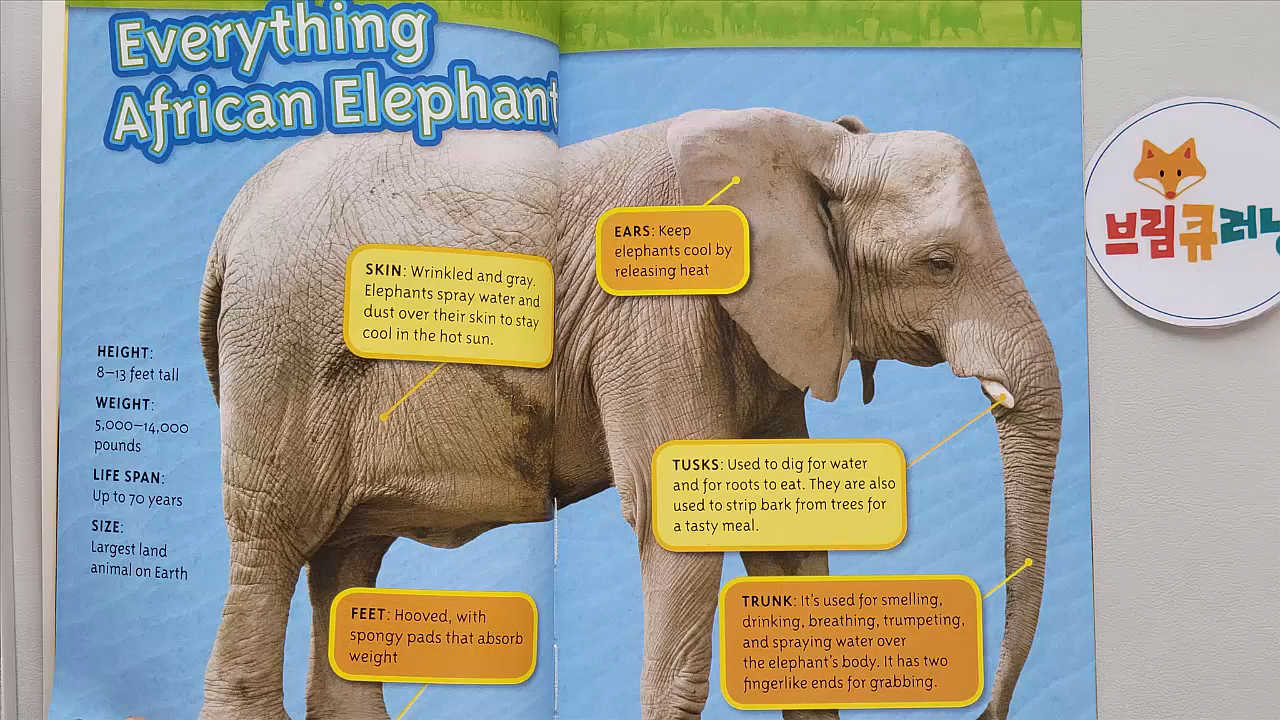 Everything
African Elephant
SKIN: Wrinkled and gray.
Elephants spray water and
dust over their skin to stay
cool in the hot sun.
EARS: Keep
elephants cool by
releasing heat
HEIGHT:
8–13 feet tall
WEIGHT:
5,000–14,000
pounds
LIFE SPAN:
Up to 70 years
SIZE:
Largest land
animal on Earth
TUSKS: Used to dig for water
and for roots to eat. They are also
used to strip bark from trees for
a tasty meal.
FEET: Hooved, with
spongy pads that absorb
weight
TRUNK: It's used for smelling,
drinking, breathing, trumpeting,
and spraying water over
the elephant's body. It has two
fingerlike ends for grabbing.
브림큐러